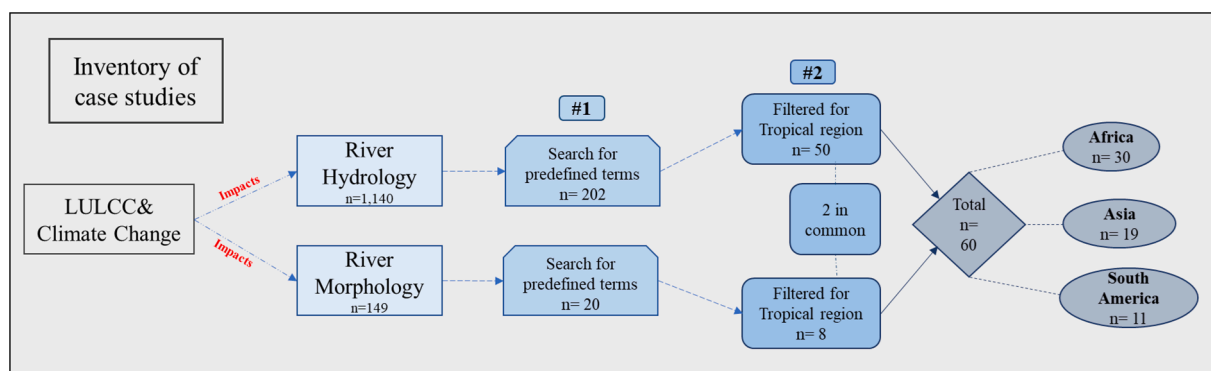 Inventory of
case studies
LULCC&
Climate Change
Impacts
Impacts
River
Hydrology
n=1,140
River
Morphology
n=149
#1
Search for
predefined terms
n= 202
Search for
predefined terms
n= 20
#2
Filtered for
Tropical region
n= 50
2 in
common
Filtered for
Tropical region
n= 8
Total
n=
60
Africa
n= 30
Asia
n= 19
South
America
n= 11